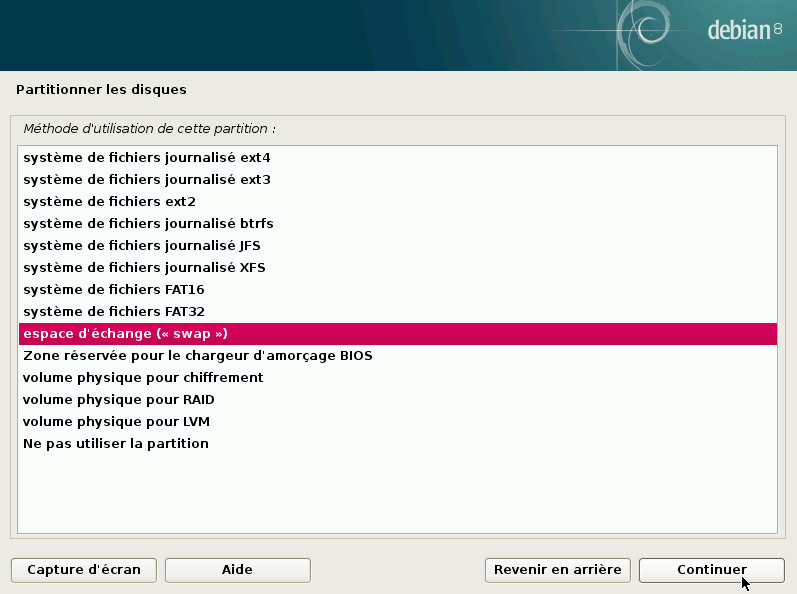 debian 8
Partitionner les disques
Méthode d'utilisation de cette partition :
système de fichiers journalisé ext4
système de fichiers journalisé ext3
système de fichiers ext2
système de fichiers journalisé btrfs
système de fichiers journalisé JFS
système de fichiers journalisé XFS
système de fichiers FAT16
système de fichiers FAT32
espace d'échange (« swap »)
Zone réservée pour le chargeur d'amorçage BIOS
volume physique pour chiffrement
volume physique pour RAID
volume physique pour LVM
Ne pas utiliser la partition
Capture d'écran Aide Revenir en arrière Continuer